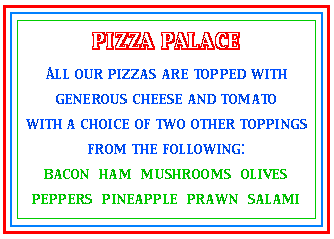 PIZZA PALACE
ALL OUR PIZZAS ARE TOPPED WITH
GENEROUS CHEESE AND TOMATO
WITH A CHOICE OF TWO OTHER TOPPINGS
FROM THE FOLLOWING:
BACON HAM MUSHROOMS OLIVES
PEPPERS PINEAPPLE PRAWN SALAMI